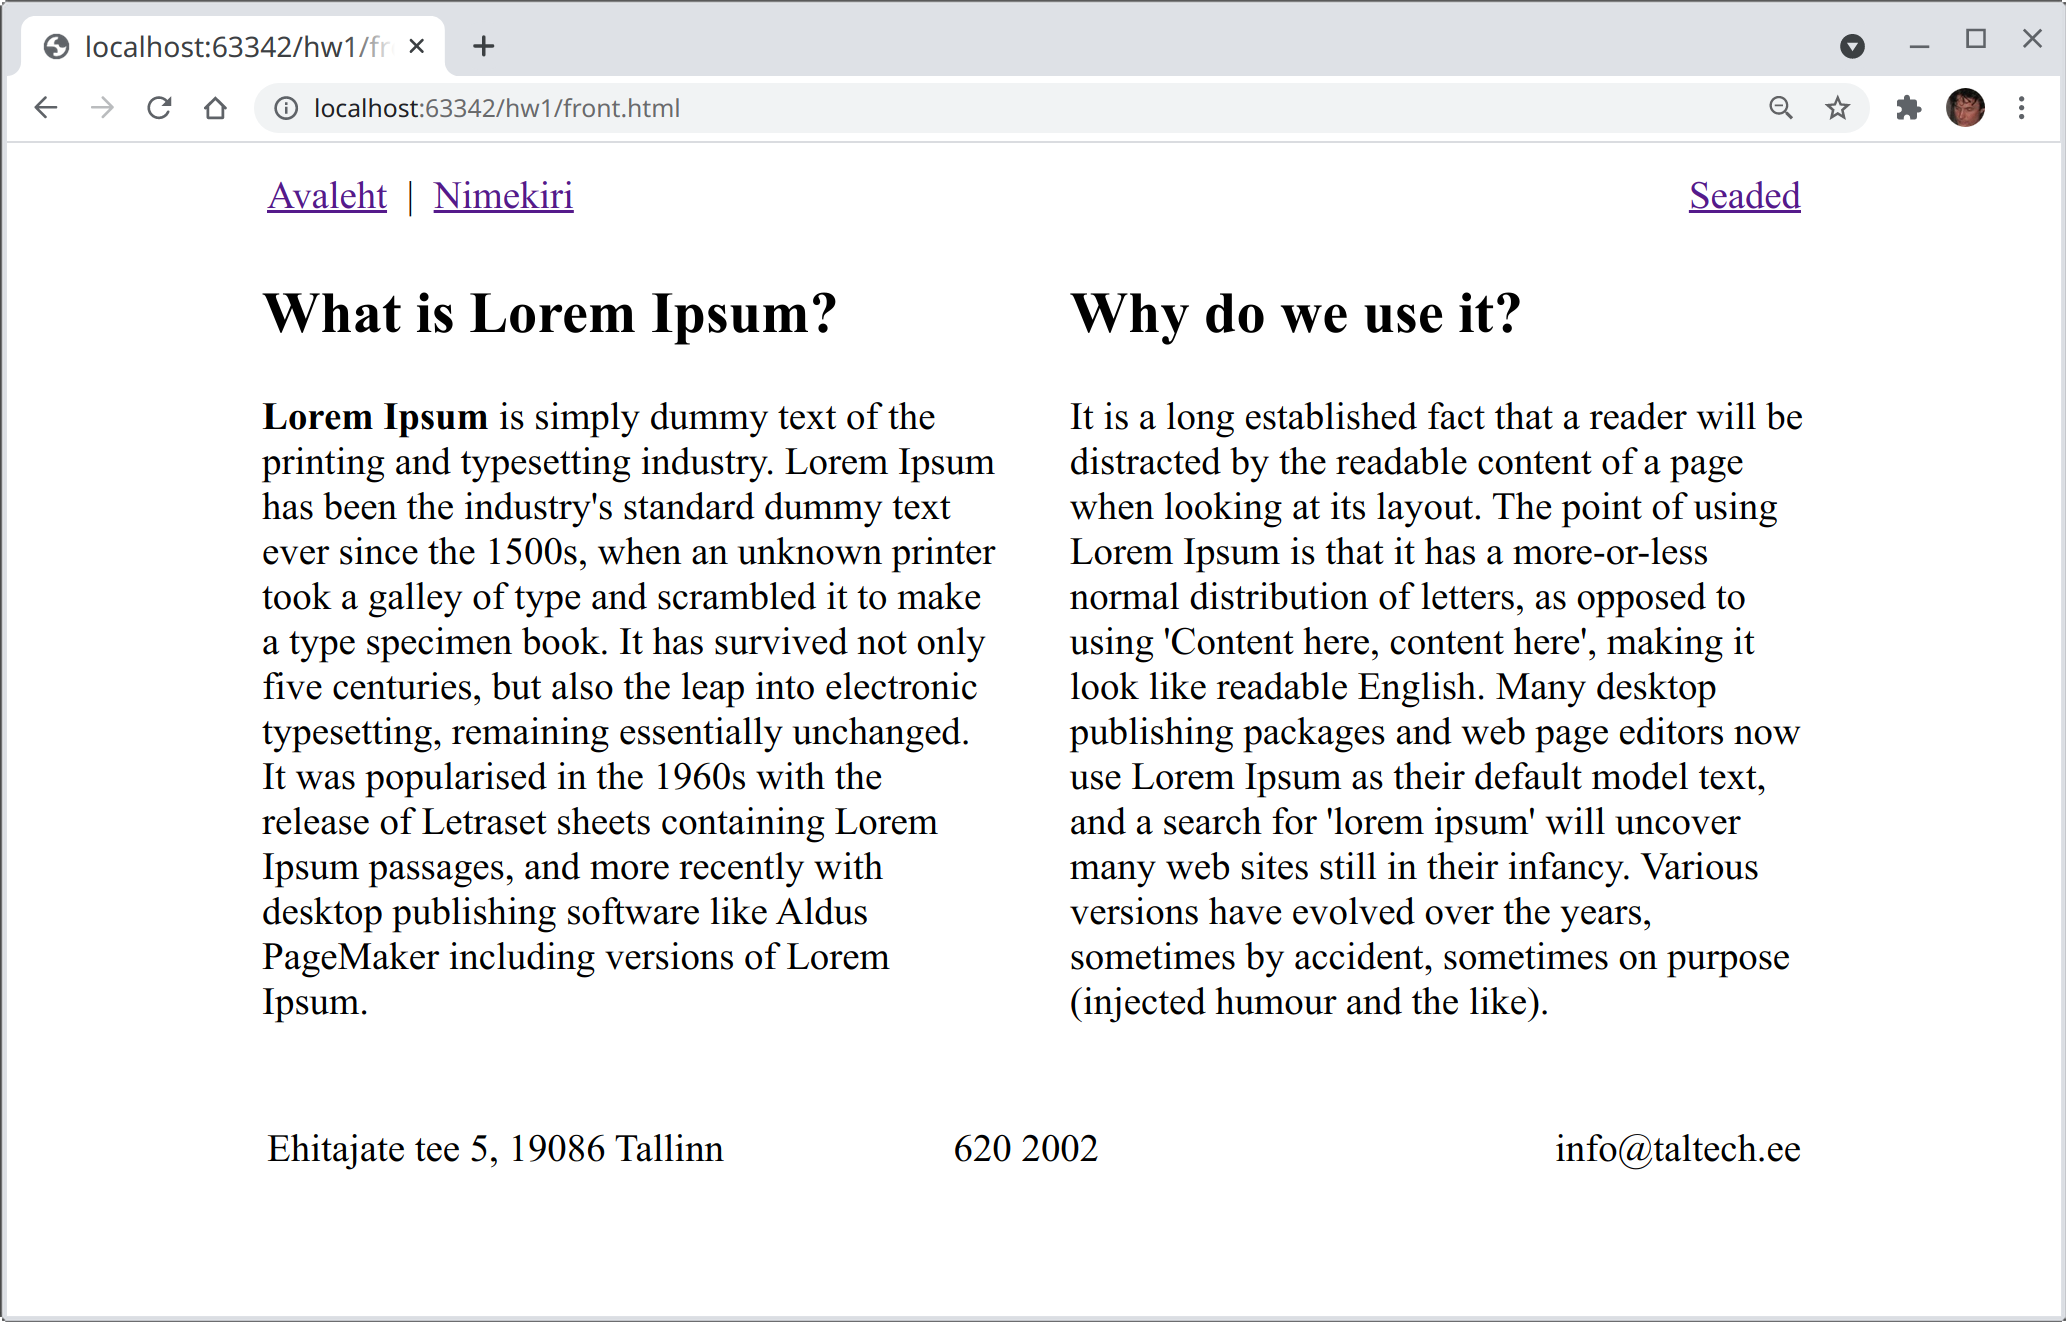 localhost:63342/hw1/fr
localhost:63342/hw1/front.html
Avaleht | Nimekiri Seaded
What is Lorem Ipsum?
Lorem Ipsum is simply dummy text of the
printing and typesetting industry. Lorem Ipsum
has been the industry's standard dummy text
ever since the 1500s, when an unknown printer
took a galley of type and scrambled it to make
a type specimen book. It has survived not only
five centuries, but also the leap into electronic
typesetting, remaining essentially unchanged.
It was popularised in the 1960s with the
release of Letraset sheets containing Lorem
Ipsum passages, and more recently with
desktop publishing software like Aldus
PageMaker including versions of Lorem
Ipsum.
Why do we use it?
It is a long established fact that a reader will be
distracted by the readable content of a page
when looking at its layout. The point of using
Lorem Ipsum is that it has a more-or-less
normal distribution of letters, as opposed to
using 'Content here, content here', making it
look like readable English. Many desktop
publishing packages and web page editors now
use Lorem Ipsum as their default model text,
and a search for 'lorem ipsum' will uncover
many web sites still in their infancy. Various
versions have evolved over the years,
sometimes by accident, sometimes on purpose
(injected humour and the like).
Ehitajate tee 5, 19086 Tallinn 620 2002 info@taltech.ee